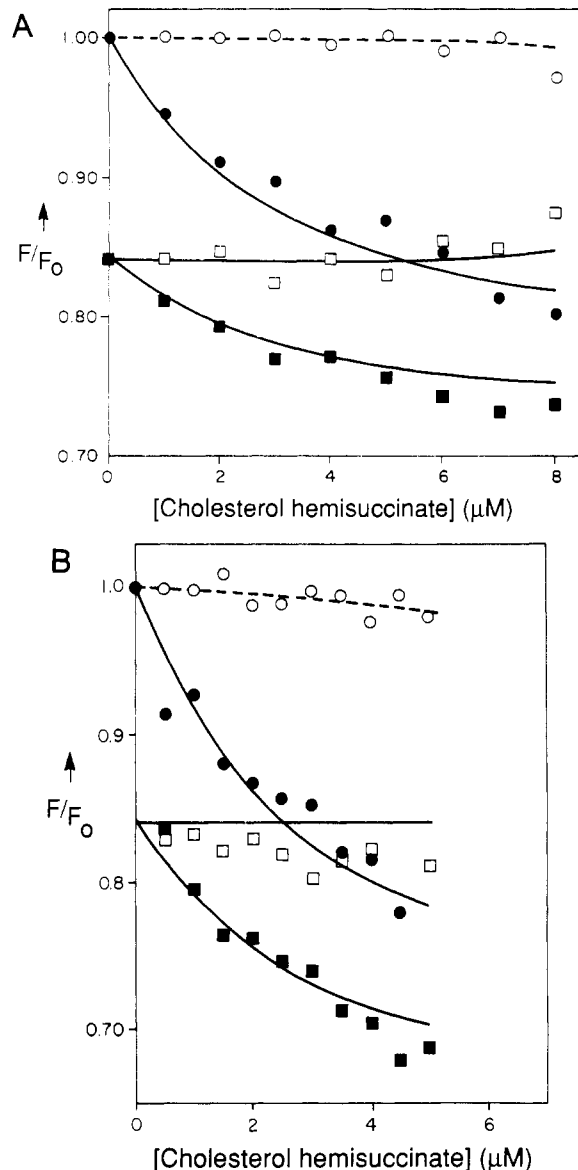 A
1.00
0.90
F/Fo
0.80
0.70
0 2 4 6 8
[Cholesterol hemisuccinate] (μM)
B
1.0
0.9
F/Fo
0.8
0.70
0 2 4 6
[Cholesterol hemisuccinate] (μM)